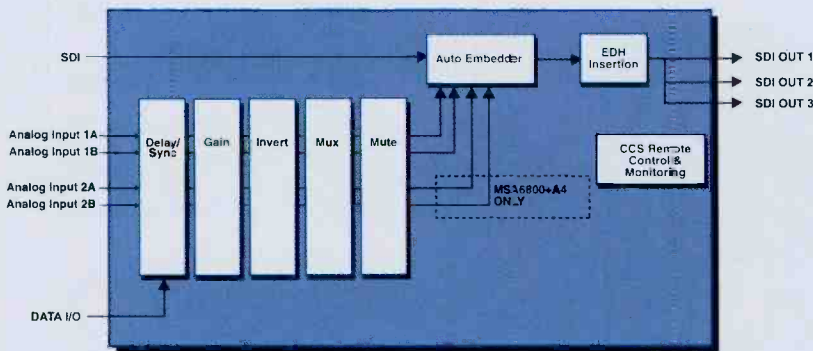 SDI
Auto Embedder
EDH
Insertion
SDI OUT 1
SDI OUT 2
SDI OUT 3
Analog Input 1A
Analog Input 1B
Analog Input 2A
Analog Input 2B
Delay/
Sync
Gain
Invert
Mux
Mute
MSA6800+A4
ONLY
CCS Remote
Control &
Monitoring
DATA I/O